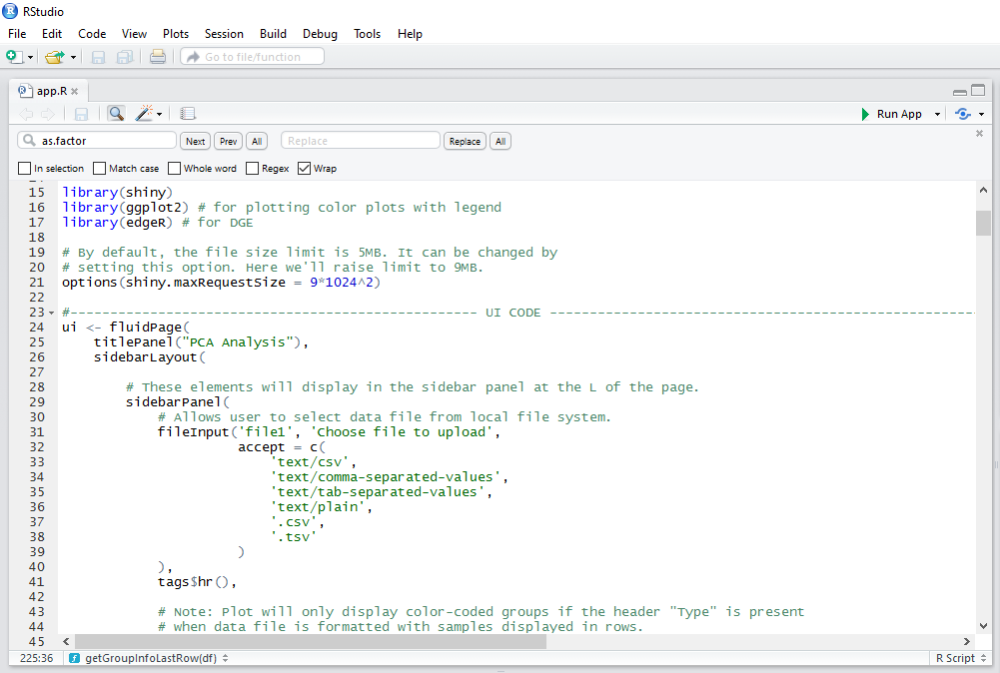 RStudio
File Edit Code View Plots Session Build Debug Tools Help
Go to file/function
app.R
Run App
as.factor Next Prev All Replace Replace All
In selection Match case Whole word Regex Wrap
15 library(shiny)
16 library(ggplot2) # for plotting color plots with legend
17 library(edgeR) # for DGE
18
19 # By default, the file size limit is 5MB. It can be changed by
20 # setting this option. Here we'll raise limit to 9MB.
21 options(shiny.maxRequestSize = 9*1024^2)
22
23 #--------------------------------------------------- UI CODE -----------------------------------------------------
24 ui <- fluidPage(
25     titlePanel("PCA Analysis"),
26     sidebarLayout(
27
28         # These elements will display in the sidebar panel at the L of the page.
29         sidebarPanel(
30             # Allows user to select data file from local file system.
31             fileInput('file1', 'Choose file to upload',
32                       accept = c(
33                           'text/csv',
34                           'text/comma-separated-values',
35                           'text/tab-separated-values',
36                           'text/plain',
37                           '.csv',
38                           '.tsv'
39                       )
40             ),
41             tags$hr(),
42
43             # Note: Plot will only display color-coded groups if the header "Type" is present
44             # when data file is formatted with samples displayed in rows.
45
225:36 getGroupInfoLastRow(df) R Script